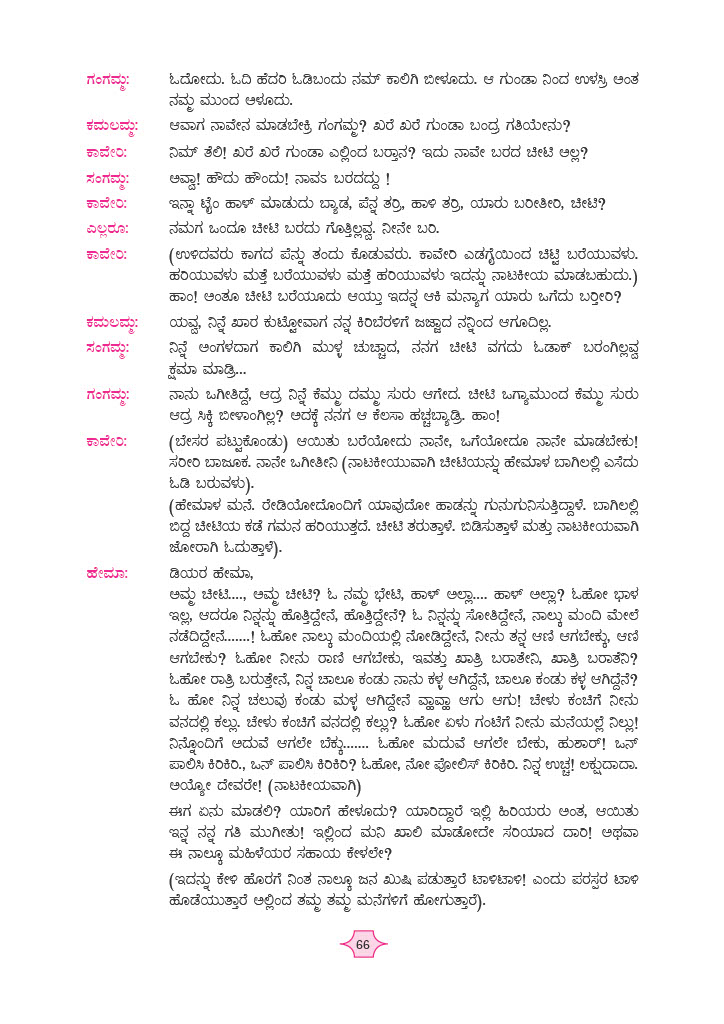 ಗಂಗಮ್ಮ: ಓದೋದು. ಓದಿ ಹೆದರಿ ಓಡಿಬಂದು ನಮ್ ಕಾಲಿಗಿ ಬೀಳೂದು. ಆ ಗುಂಡಾ ನಿಂದ ಉಳಸ್ರಿ ಅಂತ
ನಮ್ಮ ಮುಂದ ಅಳೂದು.
ಕಮಲಮ್ಮ: ಆವಾಗ ನಾವೇನ ಮಾಡಬೇಕ್ರಿ ಗಂಗಮ್ಮ? ಖರೆ ಖರೆ ಗುಂಡಾ ಬಂದ್ರ ಗತಿಯೇನು?
ಕಾವೇರಿ: ನಿಮ್ ತೆಲಿ! ಖರೆ ಖರೆ ಗುಂಡಾ ಎಲ್ಲಿಂದ ಬರ್‍ತಾನ? ಇದು ನಾವೇ ಬರದ ಚೀಟಿ ಅಲ್ಲ?
ಸಂಗಮ್ಮ: ಅವ್ವಾ! ಹೌದು ಹೌಂದು! ನಾವಽ ಬರದದ್ದು !
ಕಾವೇರಿ: ಇನ್ನಾ ಟೈಂ ಹಾಳ್ ಮಾಡುದು ಬ್ಯಾಡ, ಪೆನ್ನ ತರ್‍ರಿ, ಹಾಳಿ ತರ್‍ರಿ, ಯಾರು ಬರೀತೀರಿ, ಚೀಟಿ?
ಎಲ್ಲರೂ: ನಮಗ ಒಂದೂ ಚೀಟಿ ಬರದು ಗೊತ್ತಿಲ್ಲವ್ವ. ನೀನೇ ಬರಿ.
ಕಾವೇರಿ: (ಉಳಿದವರು ಕಾಗದ ಪೆನ್ನು ತಂದು ಕೊಡುವರು. ಕಾವೇರಿ ಎಡಗೈಯಿಂದ ಚಿಟ್ಟಿ ಬರೆಯುವಳು.
ಹರಿಯುವಳು ಮತ್ತೆ ಬರೆಯುವಳು ಮತ್ತೆ ಹರಿಯುವಳು ಇದನ್ನು ನಾಟಕೀಯ ಮಾಡಬಹುದು.)
ಹಾಂ! ಅಂತೂ ಚೀಟಿ ಬರೆಯೂದು ಆಯ್ತು ಇದನ್ನ ಆಕಿ ಮನ್ಯಾಗ ಯಾರು ಒಗೆದು ಬರ್‍ತೀರಿ?
ಕಮಲಮ್ಮ: ಯವ್ವ, ನಿನ್ನೆ ಖಾರ ಕುಟ್ಟೋವಾಗ ನನ್ನ ಕಿರಿಬೆರಳಿಗೆ ಜಜ್ಜಾದ ನನ್ನಿಂದ ಆಗೂದಿಲ್ಲ.
ಸಂಗಮ್ಮ: ನಿನ್ನೆ ಅಂಗಳದಾಗ ಕಾಲಿಗಿ ಮುಳ್ಳ ಚುಚ್ಚಾದ, ನನಗ ಚೀಟಿ ವಗದು ಓಡಾಕ್ ಬರಂಗಿಲ್ಲವ್ವ
ಕ್ಷಮಾ ಮಾಡ್ರಿ...
ಗಂಗಮ್ಮ: ನಾನು ಒಗೀತಿದ್ದೆ, ಆದ್ರ ನಿನ್ನೆ ಕೆಮ್ಮು ದಮ್ಮು ಸುರು ಆಗೇದ. ಚೀಟಿ ಒಗ್ಯಾಮುಂದ ಕೆಮ್ಮು ಸುರು
ಆದ್ರ ಸಿಕ್ಕಿ ಬೀಳಾಂಗಿಲ್ಲ? ಅದಕ್ಕೆ ನನಗ ಆ ಕೆಲಸಾ ಹಚ್ಚಬ್ಯಾಡ್ರಿ. ಹಾಂ!
ಕಾವೇರಿ: (ಬೇಸರ ಪಟ್ಟುಕೊಂಡು) ಆಯಿತು ಬರೆಯೋದು ನಾನೇ, ಒಗೆಯೋದೂ ನಾನೇ ಮಾಡಬೇಕು!
ಸರೀರಿ ಬಾಜೂಕ. ನಾನೇ ಒಗೀತೀನಿ (ನಾಟಕೀಯುವಾಗಿ ಚೀಟಿಯನ್ನು ಹೇಮಾಳ ಬಾಗಿಲಲ್ಲಿ ಎಸೆದು
ಓಡಿ ಬರುವಳು).
(ಹೇಮಾಳ ಮನೆ. ರೇಡಿಯೋದೊಂದಿಗೆ ಯಾವುದೋ ಹಾಡನ್ನು ಗುನುಗುನಿಸುತ್ತಿದ್ದಾಳೆ. ಬಾಗಿಲಲ್ಲಿ
ಬಿದ್ದ ಚೀಟಿಯ ಕಡೆ ಗಮನ ಹರಿಯುತ್ತದೆ. ಚೀಟಿ ತರುತ್ತಾಳೆ. ಬಿಡಿಸುತ್ತಾಳೆ ಮತ್ತು ನಾಟಕೀಯವಾಗಿ
ಜೋರಾಗಿ ಓದುತ್ತಾಳೆ).
ಹೇಮಾ: ಡಿಯರ ಹೇಮಾ,
ಅಮ್ಮ ಚೀಟಿ...., ಅಮ್ಮ ಚೀಟಿ? ಓ ನಮ್ಮ ಭೇಟಿ, ಹಾಳ್ ಅಲ್ಲಾ.... ಹಾಳ್ ಅಲ್ಲಾ? ಓಹೋ ಭಾಳ
ಇಲ್ಲ, ಆದರೂ ನಿನ್ನನ್ನು ಹೊತ್ತಿದ್ದೇನೆ, ಹೊತ್ತಿದ್ದೇನೆ? ಓ ನಿನ್ನನ್ನು ಸೋತಿದ್ದೇನೆ, ನಾಲ್ಕು ಮಂದಿ ಮೇಲೆ
ನಡೆದಿದ್ದೇನೆ.......! ಓಹೋ ನಾಲ್ಕು ಮಂದಿಯಲ್ಲಿ ನೋಡಿದ್ದೇನೆ, ನೀನು ತನ್ನ ಆಣಿ ಆಗಬೇಕ್ಕು, ಆಣಿ
ಆಗಬೇಕು? ಓಹೋ ನೀನು ರಾಣಿ ಆಗಬೇಕು, ಇವತ್ತು ಖಾತ್ರಿ ಬರಾತೇನಿ, ಖಾತ್ರಿ ಬರಾತೆನಿ?
ಓಹೋ ರಾತ್ರಿ ಬರುತ್ತೇನೆ, ನಿನ್ನ ಚಾಲೂ ಕಂಡು ನಾನು ಕಳ್ಳ ಆಗಿದ್ದೆನೆ, ಚಾಲೂ ಕಂಡು ಕಳ್ಳ ಆಗಿದ್ದೆನೆ?
ಓ ಹೋ ನಿನ್ನ ಚಲುವು ಕಂಡು ಮಳ್ಳ ಆಗಿದ್ದೇನೆ ವ್ಹಾವ್ಹಾ ಆಗು ಆಗು! ಚೇಳು ಕಂಚಿಗೆ ನೀನು
ವನದಲ್ಲಿ ಕಲ್ಲು. ಚೇಳು ಕಂಚಿಗೆ ವನದಲ್ಲಿ ಕಲ್ಲು? ಓಹೋ ಏಳು ಗಂಟೆಗೆ ನೀನು ಮನೆಯಲ್ಲೆ ನಿಲ್ಲು!
ನಿನ್ನೊಂದಿಗೆ ಅದುವೆ ಆಗಲೇ ಬೆಕ್ಕು....... ಓಹೋ ಮದುವೆ ಆಗಲೇ ಬೇಕು, ಹುಶಾರ್! ಒನ್
ಪಾಲಿಸಿ ಕಿರಿಕಿರಿ., ಒನ್ ಪಾಲಿಸಿ ಕಿರಿಕಿರಿ? ಓಹೋ, ನೋ ಪೋಲಿಸ್ ಕಿರಿಕಿರಿ. ನಿನ್ನ ಉಚ್ಚ! ಲಕ್ಷುದಾದಾ.
ಅಯ್ಯೋ ದೇವರೇ! (ನಾಟಕೀಯವಾಗಿ)
ಈಗ ಏನು ಮಾಡಲಿ? ಯಾರಿಗೆ ಹೇಳೂದು? ಯಾರಿದ್ದಾರೆ ಇಲ್ಲಿ ಹಿರಿಯರು ಅಂತ, ಆಯಿತು
ಇನ್ನ ನನ್ನ ಗತಿ ಮುಗೀತು! ಇಲ್ಲಿಂದ ಮನಿ ಖಾಲಿ ಮಾಡೋದೇ ಸರಿಯಾದ ದಾರಿ! ಅಥವಾ
ಈ ನಾಲ್ಕೂ ಮಹಿಳೆಯರ ಸಹಾಯ ಕೇಳಲೇ?
(ಇದನ್ನು ಕೇಳಿ ಹೊರಗೆ ನಿಂತ ನಾಲ್ಕೂ ಜನ ಖುಷಿ ಪಡುತ್ತಾರೆ ಟಾಳಿಟಾಳಿ! ಎಂದು ಪರಸ್ಪರ ಟಾಳಿ
ಹೊಡೆಯುತ್ತಾರೆ ಅಲ್ಲಿಂದ ತಮ್ಮ ತಮ್ಮ ಮನೆಗಳಿಗೆ ಹೋಗುತ್ತಾರೆ).
66